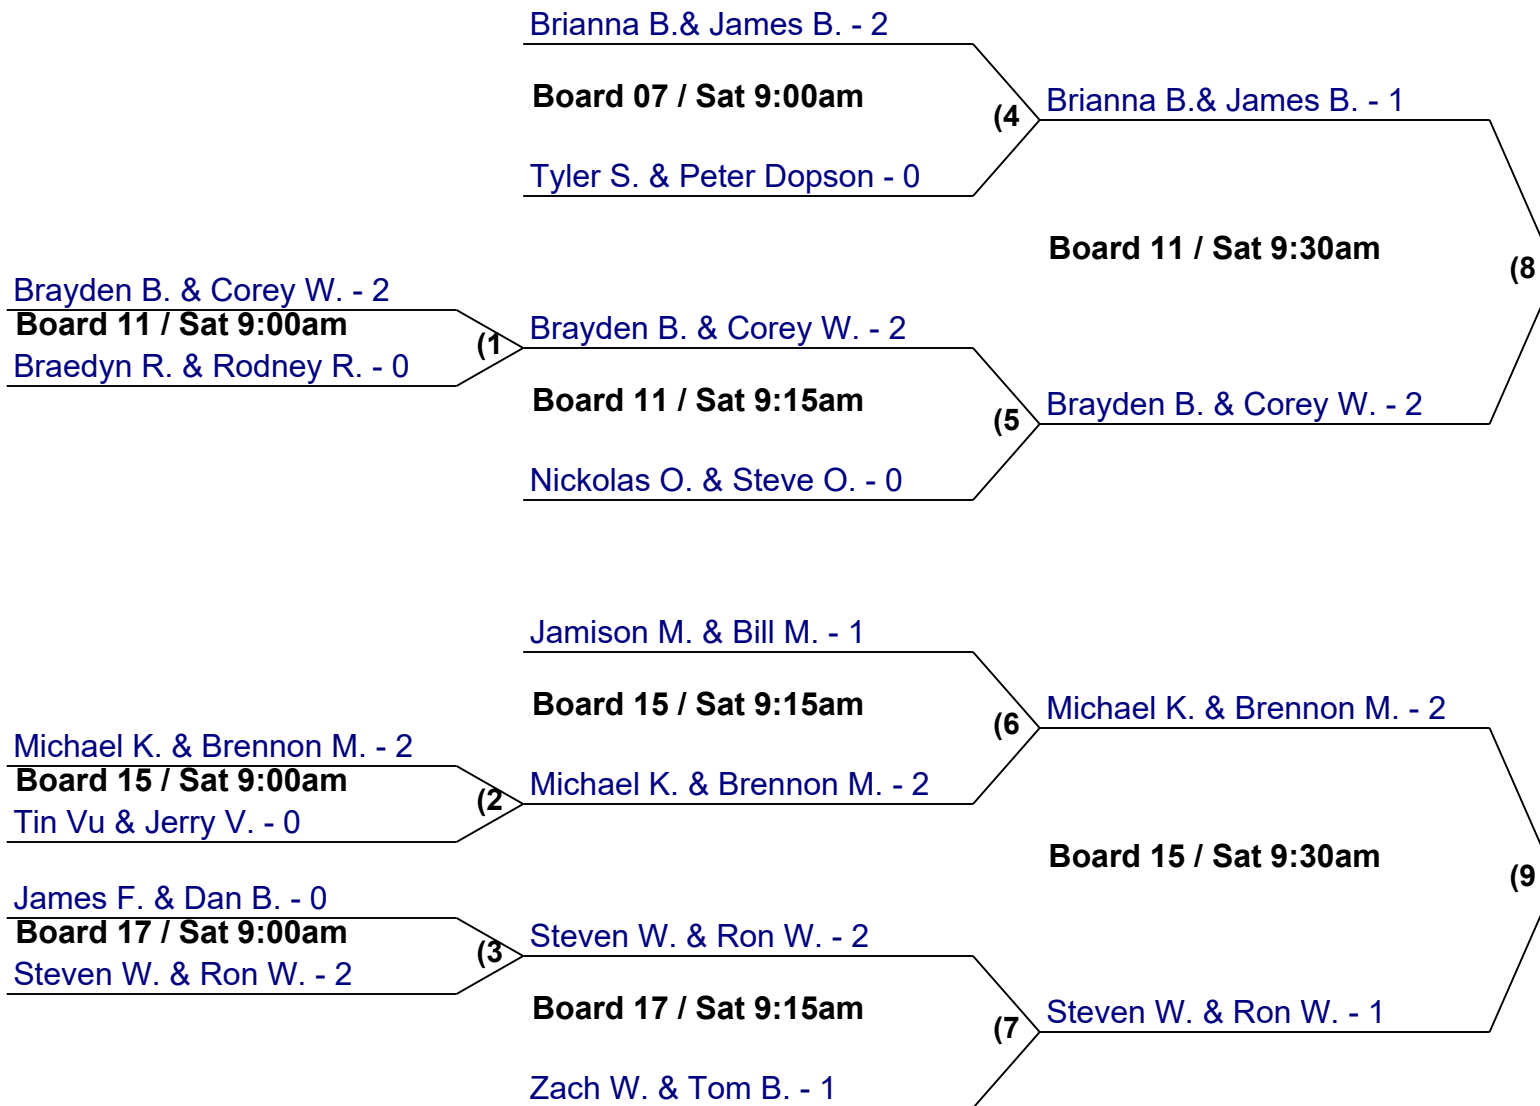 Brianna B.& James B. - 2
Board 07 / Sat 9:00am
(4
Brianna B.& James B. - 1
Tyler S. & Peter Dopson - 0
Board 11 / Sat 9:30am
(8
Brayden B. & Corey W. - 2
Board 11 / Sat 9:00am
(1
Braedyn R. & Rodney R. - 0
Brayden B. & Corey W. - 2
Board 11 / Sat 9:15am
(5
Brayden B. & Corey W. - 2
Nickolas O. & Steve O. - 0
Jamison M. & Bill M. - 1
Board 15 / Sat 9:15am
(6
Michael K. & Brennon M. - 2
Michael K. & Brennon M. - 2
Board 15 / Sat 9:00am
(2
Tin Vu & Jerry V. - 0
Michael K. & Brennon M. - 2
Board 15 / Sat 9:30am
(9
James F. & Dan B. - 0
Board 17 / Sat 9:00am
(3
Steven W. & Ron W. - 2
Steven W. & Ron W. - 2
Board 17 / Sat 9:15am
(7
Steven W. & Ron W. - 1
Zach W. & Tom B. - 1